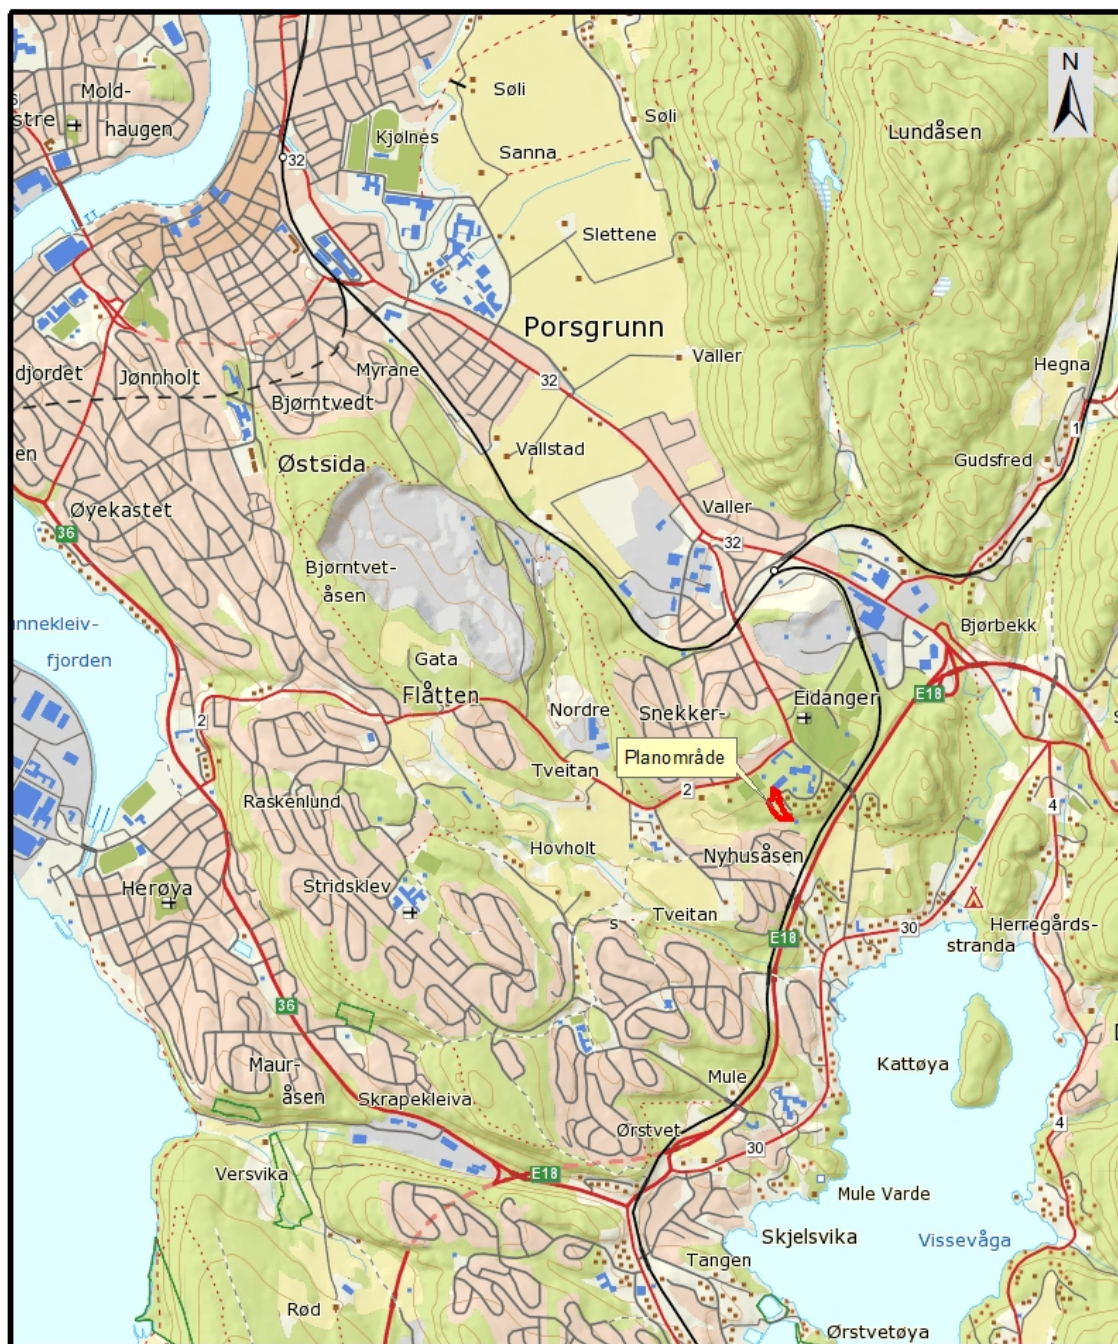 N
Mold-
haugen
stre
Søli
Søli
Kjølnes
Sanna
Lundåsen
32
Slettene
Porsgrunn
Valler
Hegna
djordet
Jønnholt
Myrane
32
Bjørntvedt
1
en
Østsida
Vallstad
Gudsfred
Øyekastet
Valler
36
32
Bjørntvet-
åsen
unnekleiv-
fjorden
Bjørbekk
Gata
Flåtten
Nordre
Snekker-
Eidanger
E18
2
Planområde
Tveitan
2
Raskenlund
4
Hovholt
Nyhusåsen
Herøya
Stridsklev
Tveitan
s
L
30
Herregårds-
stranda
E18
36
Maur-
åsen
Kattøya
Mule
Skrapekleiva
Ørstvet
4
30
Versvika
E18
Mule Varde
Skjelsvika
Vissevåga
Tangen
Rød
Ørstvetøya